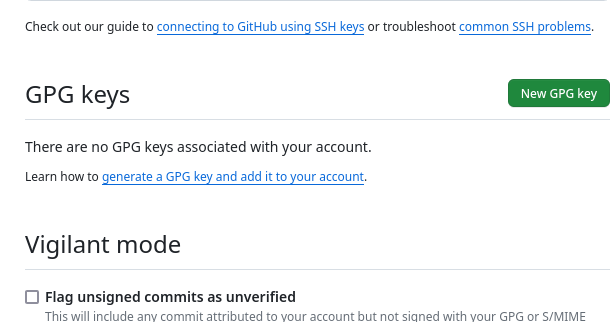 Check out our guide to connecting to GitHub using SSH keys or troubleshoot common SSH problems.
GPG keys
New GPG key
There are no GPG keys associated with your account.
Learn how to generate a GPG key and add it to your account.
Vigilant mode
Flag unsigned commits as unverified
This will include any commit attributed to your account but not signed with your GPG or S/MIME